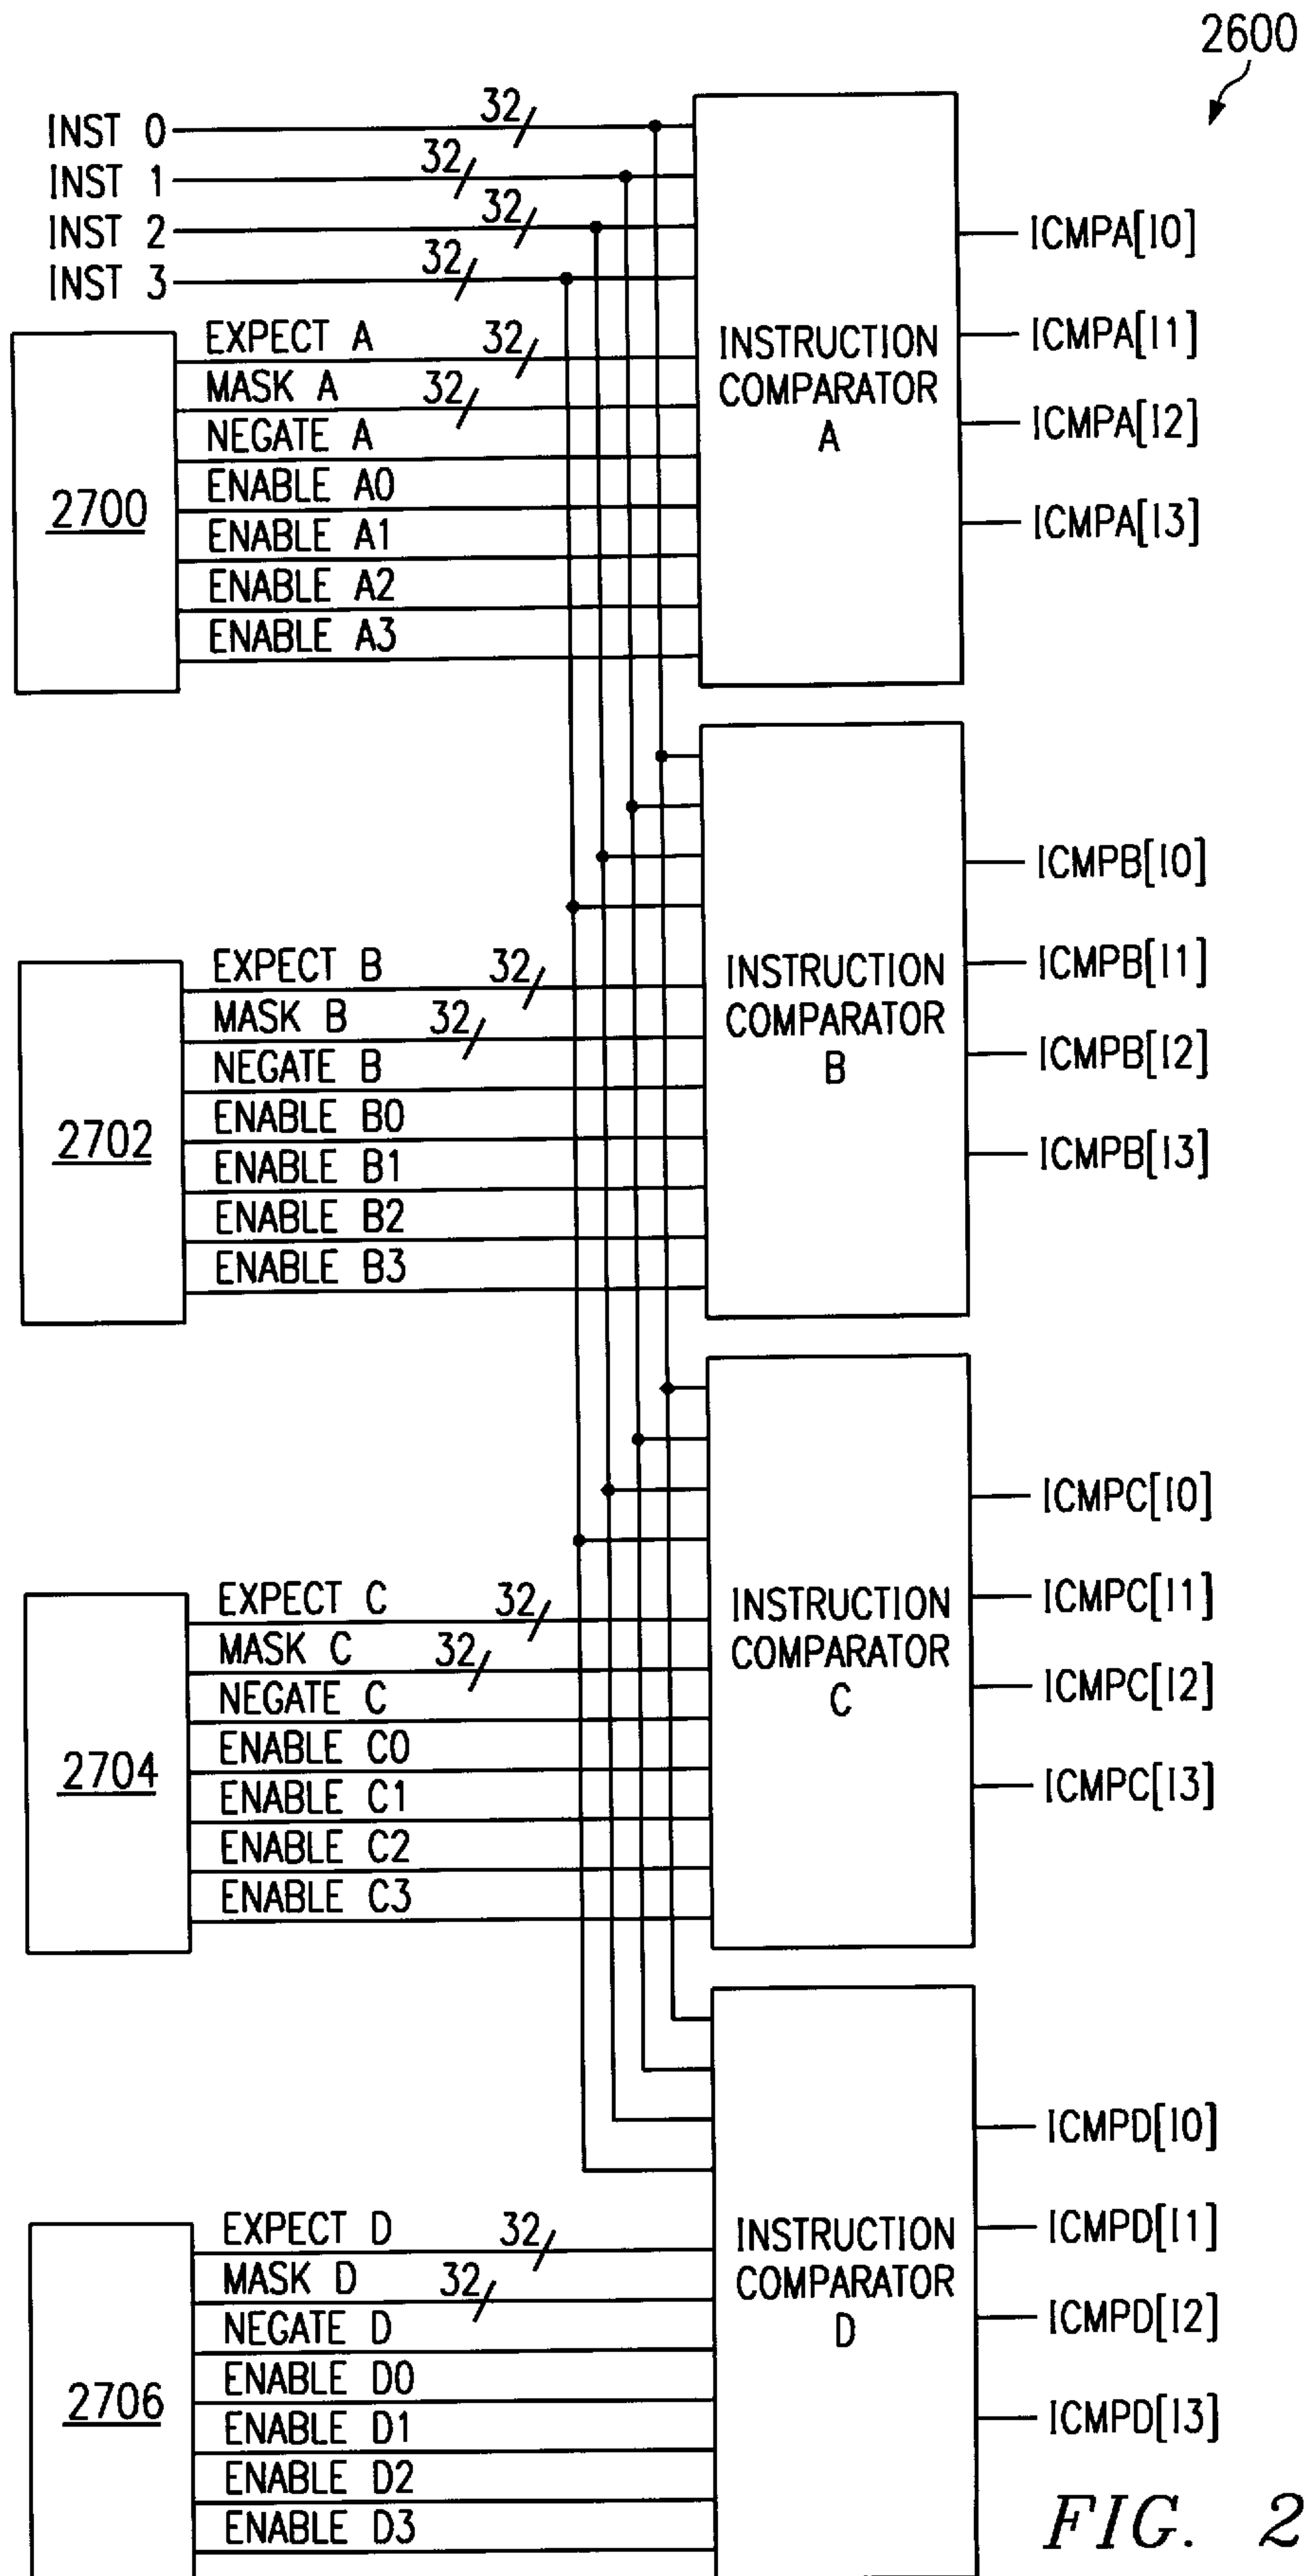 2600
INST 0
32
INST 1
32
INST 2
32
INST 3
32
EXPECT A
32
MASK A
32
NEGATE A
ENABLE A0
ENABLE A1
ENABLE A2
ENABLE A3
2700
INSTRUCTION
COMPARATOR
A
ICMPA[I0]
ICMPA[I1]
ICMPA[I2]
ICMPA[I3]
EXPECT B
32
MASK B
32
NEGATE B
ENABLE B0
ENABLE B1
ENABLE B2
ENABLE B3
2702
INSTRUCTION
COMPARATOR
B
ICMPB[I0]
ICMPB[I1]
ICMPB[I2]
ICMPB[I3]
EXPECT C
32
MASK C
32
NEGATE C
ENABLE C0
ENABLE C1
ENABLE C2
ENABLE C3
2704
INSTRUCTION
COMPARATOR
C
ICMPC[I0]
ICMPC[I1]
ICMPC[I2]
ICMPC[I3]
EXPECT D
32
MASK D
32
NEGATE D
ENABLE D0
ENABLE D1
ENABLE D2
ENABLE D3
2706
INSTRUCTION
COMPARATOR
D
ICMPD[I0]
ICMPD[I1]
ICMPD[I2]
ICMPD[I3]
FIG. 2